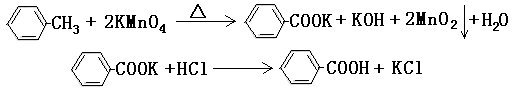 CH₃ + 2KMnO₄ △ COOK + KOH + 2MnO₂ +H₂O
COOK +HCl COOH + KCl